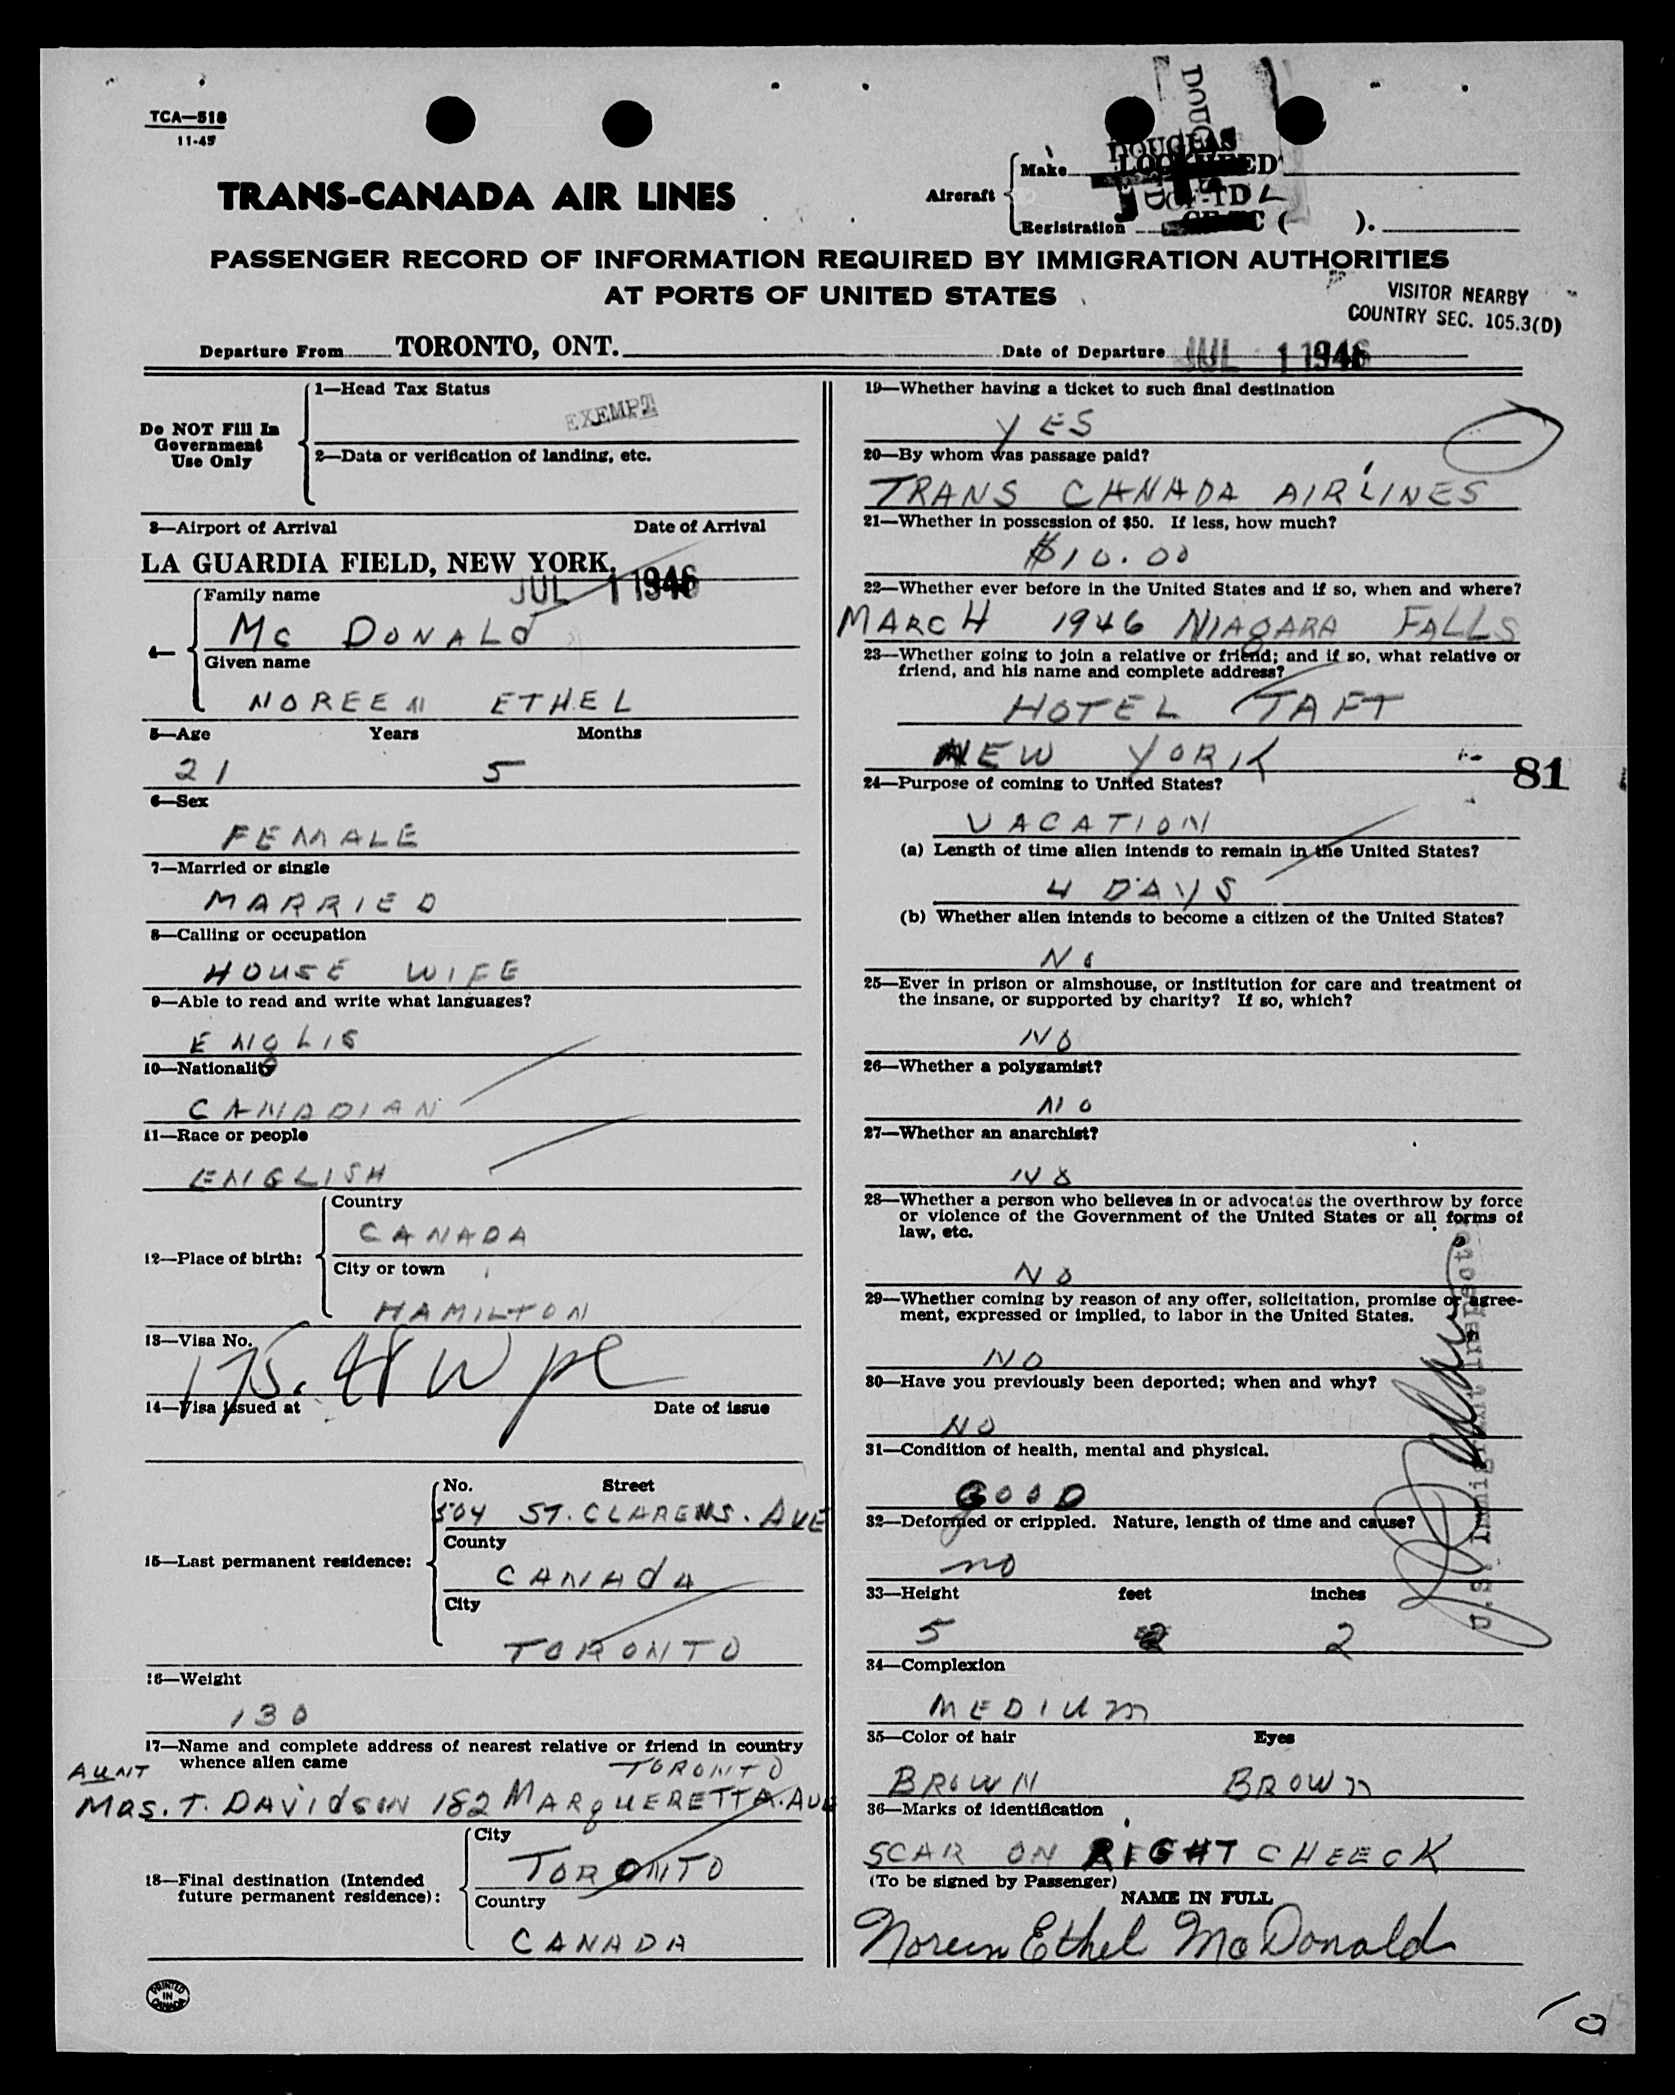 TCA—518
11-45
TRANS-CANADA AIR LINES
Aircraft
Make
DOUGLAS
Registration
CF-TDL
( ).
PASSENGER RECORD OF INFORMATION REQUIRED BY IMMIGRATION AUTHORITIES
AT PORTS OF UNITED STATES
VISITOR NEARBY
COUNTRY SEC. 105.3(D)
Departure From TORONTO, ONT. Date of Departure JUL 1 1946
Do NOT Fill In
Government
Use Only
1—Head Tax Status
EXEMPT
2—Data or verification of landing, etc.
3—Airport of Arrival Date of Arrival
LA GUARDIA FIELD, NEW YORK.
JUL 1 1946
4—
Family name
Mc DONALd
Given name
NOREEN ETHEL
5—Age Years Months
21 5
6—Sex
FEMALE
7—Married or single
MARRIED
8—Calling or occupation
HOUSE WIFE
9—Able to read and write what languages?
ENGLIS
10—Nationality
CANADIAN
11—Race or people
ENGLISH
12—Place of birth:
Country
CANADA
City or town
HAMILTON
13—Visa No.
14—Visa issued at Date of issue
15—Last permanent residence:
No. Street
504 ST. CLARENS. AVE
County
CANAdA
City
TORONTO
16—Weight
130
17—Name and complete address of nearest relative or friend in country
whence alien came
AUNT TORONTO
MRS. T. DAVidSON 182 MARqUERETTA. AVE
18—Final destination (Intended
future permanent residence):
City
TORONTO
Country
CANADA
PRINTED
IN
CANADA
19—Whether having a ticket to such final destination
YES
20—By whom was passage paid?
TRANS CANADA AIRLINES
21—Whether in possession of $50. If less, how much?
$10.00
22—Whether ever before in the United States and if so, when and where?
MARCH 1946 NIAGARA FALLS
23—Whether going to join a relative or friend; and if so, what relative or
friend, and his name and complete address?
HOTEL TAFT
NEW YORK
81
24—Purpose of coming to United States?
VACATION
(a) Length of time alien intends to remain in the United States?
4 DAYS
(b) Whether alien intends to become a citizen of the United States?
No
25—Ever in prison or almshouse, or institution for care and treatment of
the insane, or supported by charity? If so, which?
NO
26—Whether a polygamist?
NO
27—Whether an anarchist?
NO
28—Whether a person who believes in or advocates the overthrow by force
or violence of the Government of the United States or all forms of
law, etc.
NO
29—Whether coming by reason of any offer, solicitation, promise or agree-
ment, expressed or implied, to labor in the United States.
NO
30—Have you previously been deported; when and why?
NO
31—Condition of health, mental and physical.
GOOD
32—Deformed or crippled. Nature, length of time and cause?
no
U.S. Immigrant Inspector
33—Height feet inches
5 2
34—Complexion
MEDIUM
35—Color of hair Eyes
BROWN BROWn
36—Marks of identification
SCAR ON RIGHT CHEECK
(To be signed by Passenger)
NAME IN FULL
Noreen Ethel McDonald
10